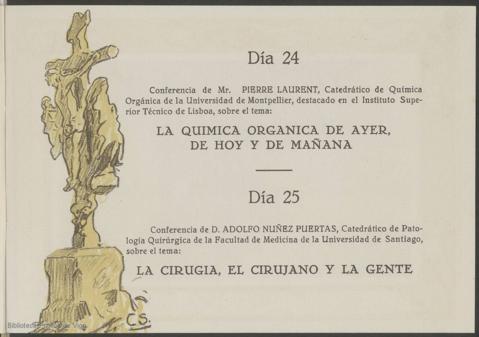 Día 24
Conferencia de Mr. PIERRE LAURENT, Catedrático de Química
Orgánica de la Universidad de Montpellier, destacado en el Instituto Supe-
rior Técnico de Lisboa, sobre el tema:
LA QUIMICA ORGANICA DE AYER,
DE HOY Y DE MAÑANA
Día 25
Conferencia de D. ADOLFO NUÑEZ PUERTAS, Catedrático de Pato-
logía Quirúrgica de la Facultad de Medicina de la Universidad de Santiago,
sobre el tema:
LA CIRUGIA, EL CIRUJANO Y LA GENTE
C.S.